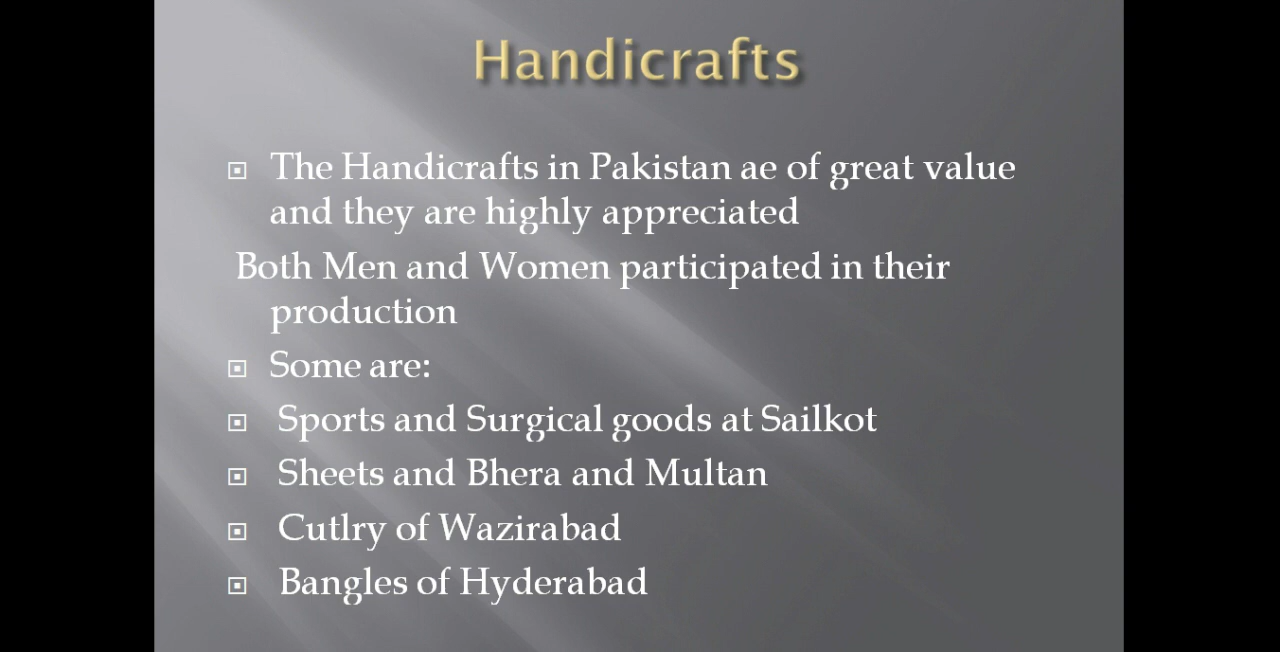 Handicrafts
The Handicrafts in Pakistan ae of great value
and they are highly appreciated
Both Men and Women participated in their
production
Some are:
Sports and Surgical goods at Sailkot
Sheets and Bhera and Multan
Cutlry of Wazirabad
Bangles of Hyderabad